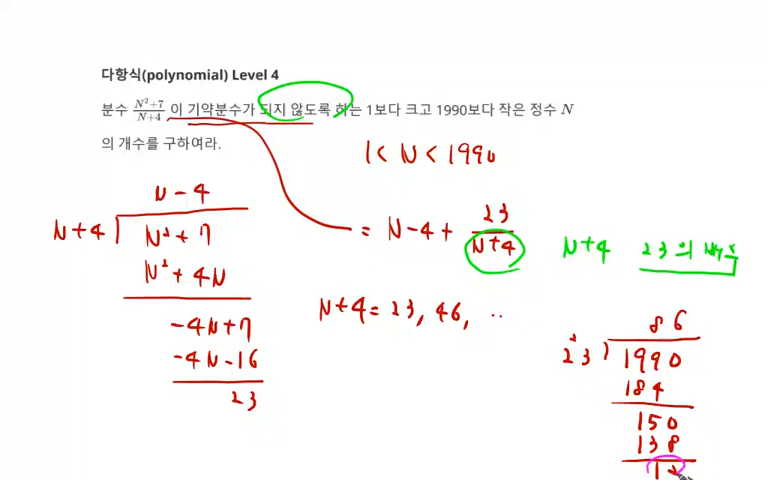 다항식(polynomial) Level 4
분수 N²+7/N+4 이 기약분수가 되지 않도록 하는 1보다 크고 1990보다 작은 정수 N
의 개수를 구하여라.
1 < N < 1990
N - 4
N+4 ) N² + 7
N² + 4N
-4N+7
-4N-16
23
= N-4 + 23/N+4
N+4 23의 배수
N+4 = 23, 46, ..
86
2
23 ) 1990
184
150
138
12